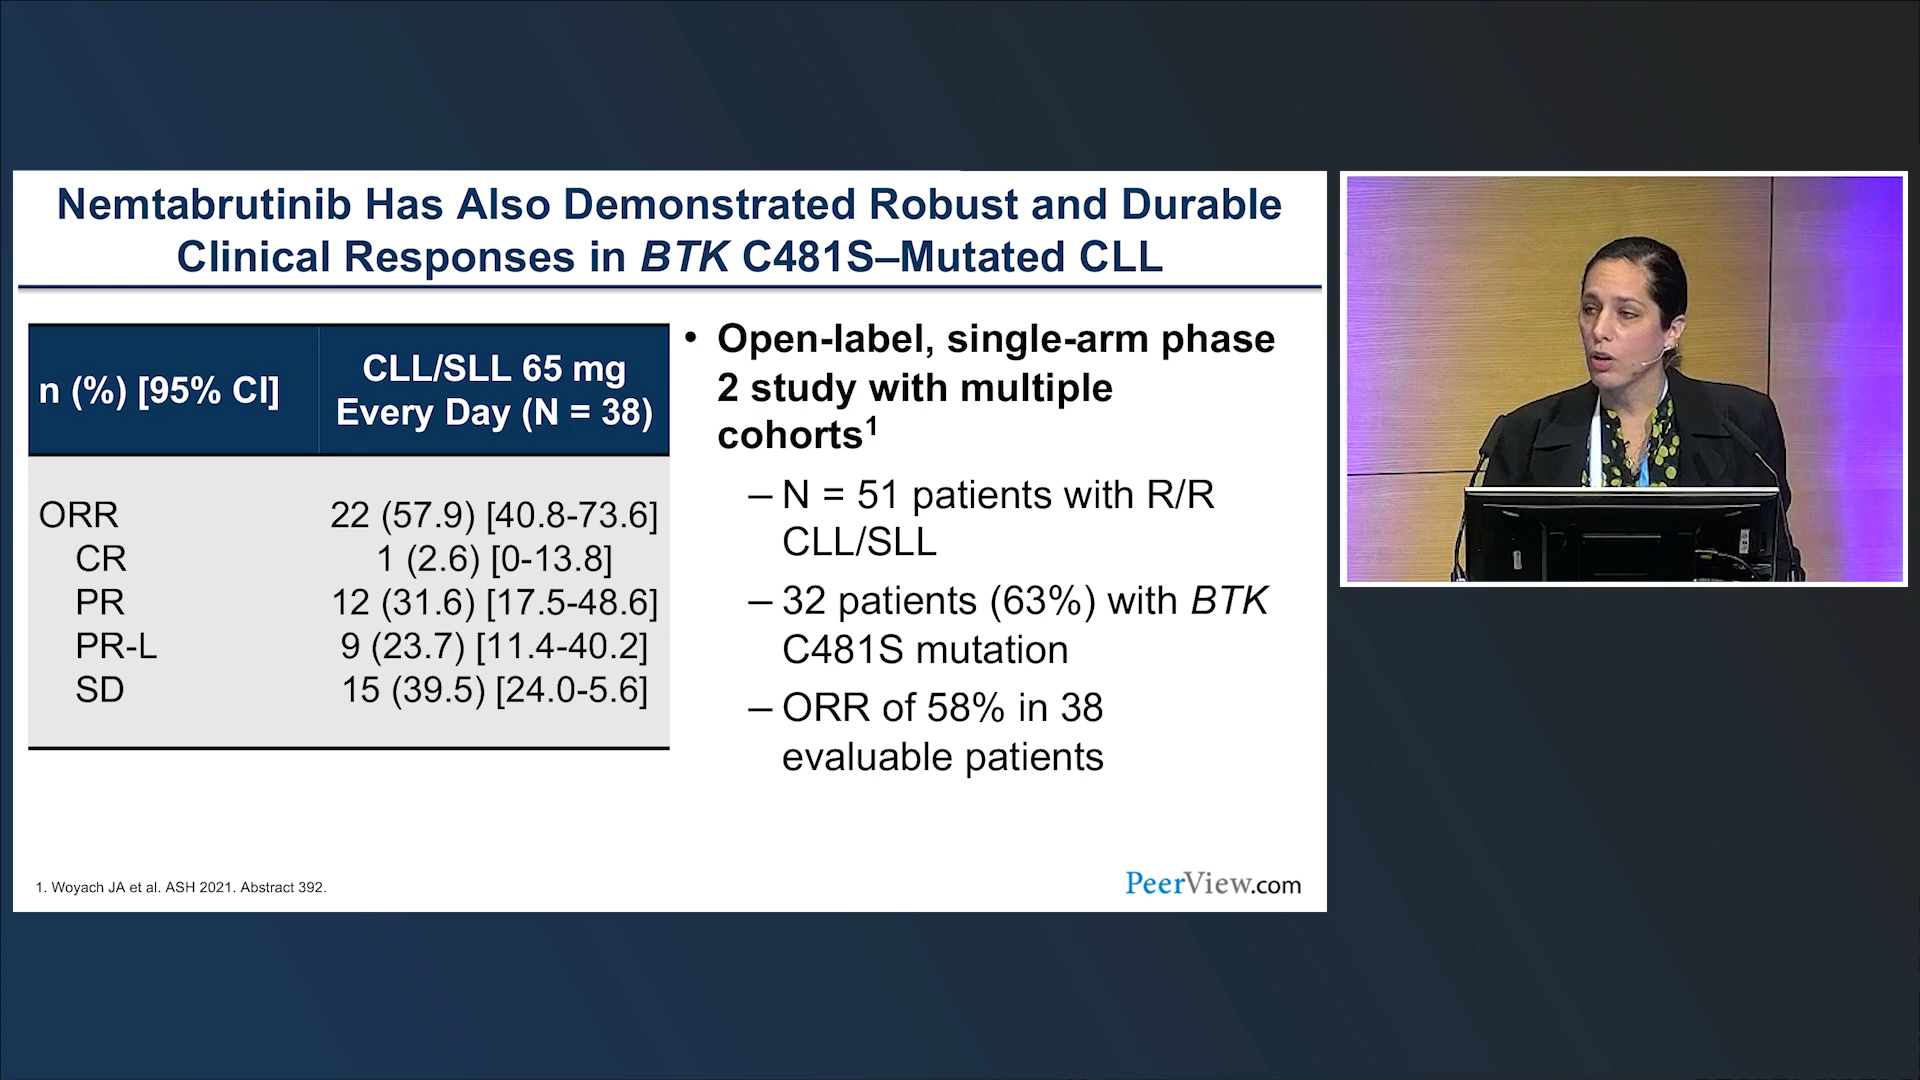 Nemtabrutinib Has Also Demonstrated Robust and Durable
Clinical Responses in BTK C481S–Mutated CLL
n (%) [95% CI]
CLL/SLL 65 mg
Every Day (N = 38)
ORR 22 (57.9) [40.8-73.6]
CR 1 (2.6) [0-13.8]
PR 12 (31.6) [17.5-48.6]
PR-L 9 (23.7) [11.4-40.2]
SD 15 (39.5) [24.0-5.6]
• Open-label, single-arm phase
2 study with multiple
cohorts¹
– N = 51 patients with R/R
CLL/SLL
– 32 patients (63%) with BTK
C481S mutation
– ORR of 58% in 38
evaluable patients
1. Woyach JA et al. ASH 2021. Abstract 392.
PeerView.com